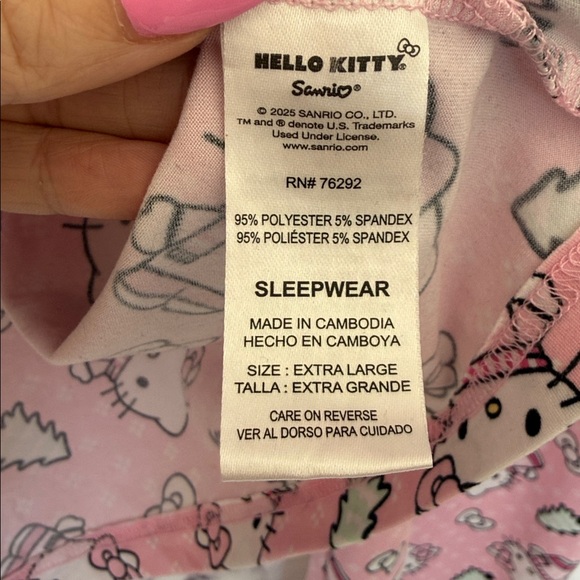 HELLO KITTY®
Sanrio®
© 2025 SANRIO CO., LTD.
TM and ® denote U.S. Trademarks
Used Under License.
www.sanrio.com
RN# 76292
95% POLYESTER 5% SPANDEX
95% POLIÉSTER 5% SPANDEX
SLEEPWEAR
MADE IN CAMBODIA
HECHO EN CAMBOYA
SIZE : EXTRA LARGE
TALLA : EXTRA GRANDE
CARE ON REVERSE
VER AL DORSO PARA CUIDADO